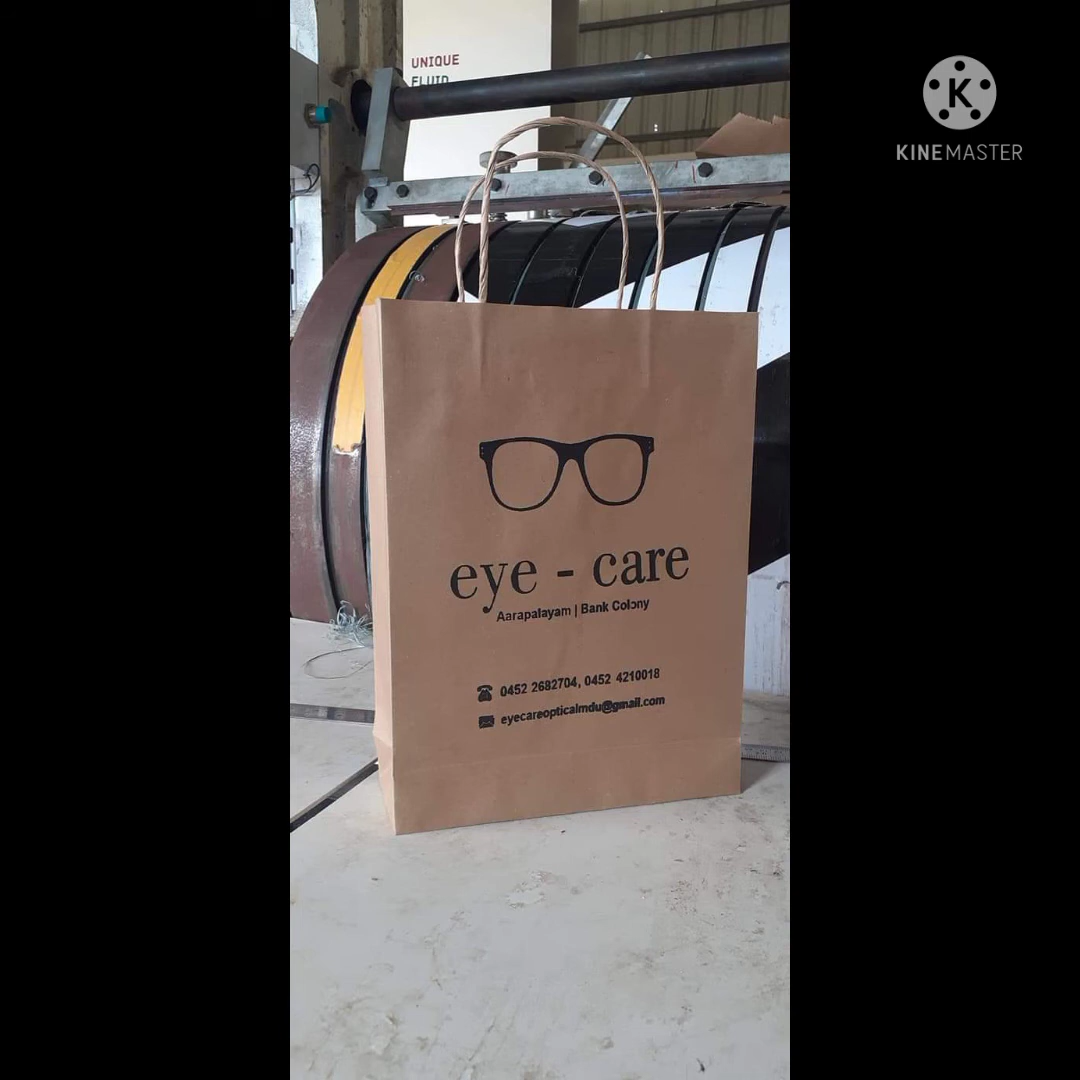 UNIQUE
FLUID
K
KINEMASTER
eye - care
Aarapalayam | Bank Colony
0452 2682704, 0452 4210018
eyecareopticalmdu@gmail.com